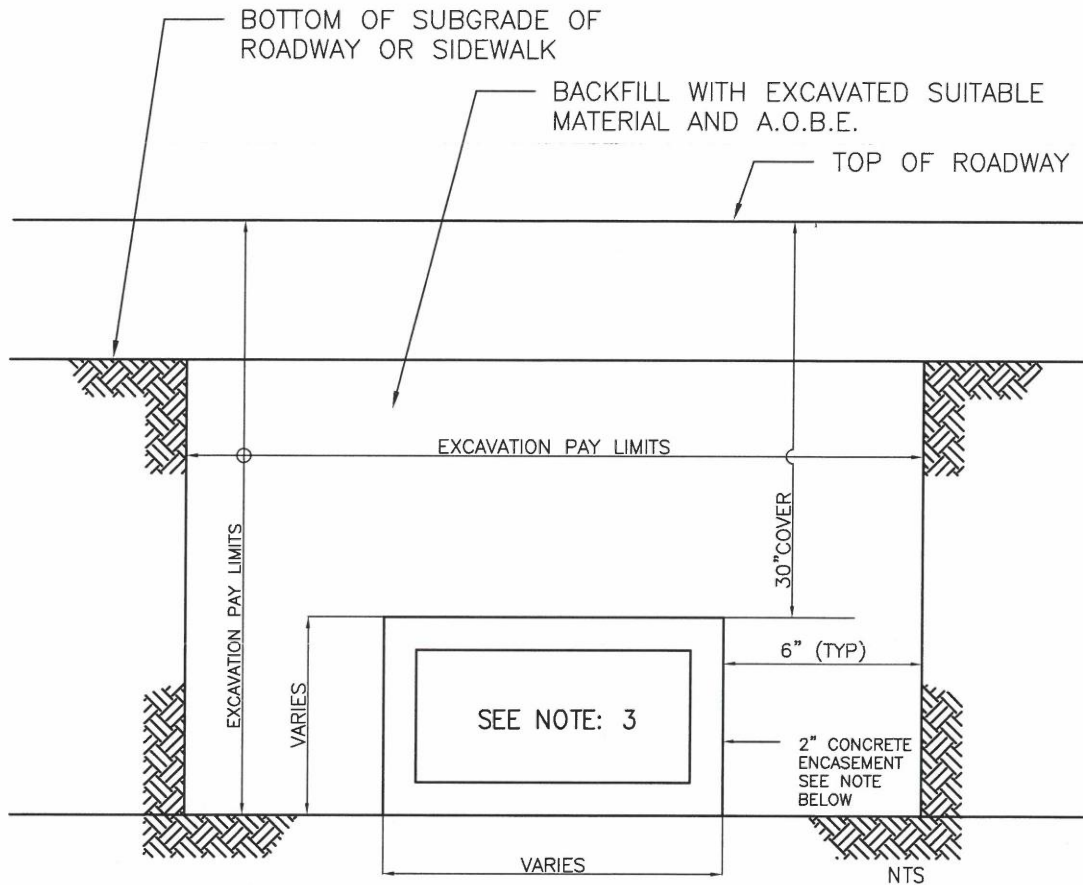 BOTTOM OF SUBGRADE OF
ROADWAY OR SIDEWALK
BACKFILL WITH EXCAVATED SUITABLE
MATERIAL AND A.O.B.E.
TOP OF ROADWAY
EXCAVATION PAY LIMITS
EXCAVATION PAY LIMITS
30"COVER
VARIES
6" (TYP)
SEE NOTE: 3
2" CONCRETE
ENCASEMENT
SEE NOTE
BELOW
VARIES
NTS